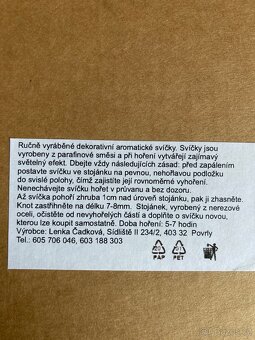 Ručně vyráběné dekorativní aromatické svíčky. Svíčky jsou
vyrobeny z parafinové směsi a při hoření vytvářejí zajímavý
světelný efekt. Dbejte následujících zásad: před zapálením
postavte svíčku ve stojánku na pevnou, nehořlavou podložku
do svislé polohy, čímž zajistíte její rovnoměrné vyhoření.
Nenechávejte svíčku hořet v průvanu a bez dozoru.
Až svíčka pohoří zhruba 1cm nad úroveň stojánku, pak ji zhasněte.
Knot zastřihněte na délku 7-8mm. Stojánek, vyrobený z nerezové
oceli, očistěte od nevyhořelých částí a doplňte o svíčku novou,
kterou lze koupit samostatně. Doba hoření: 5-7 hodin
Výrobce: Lenka Čadková, Sídliště II 234/2, 403 32 Povrly
Tel.: 605 706 046, 603 188 303
PAP PET